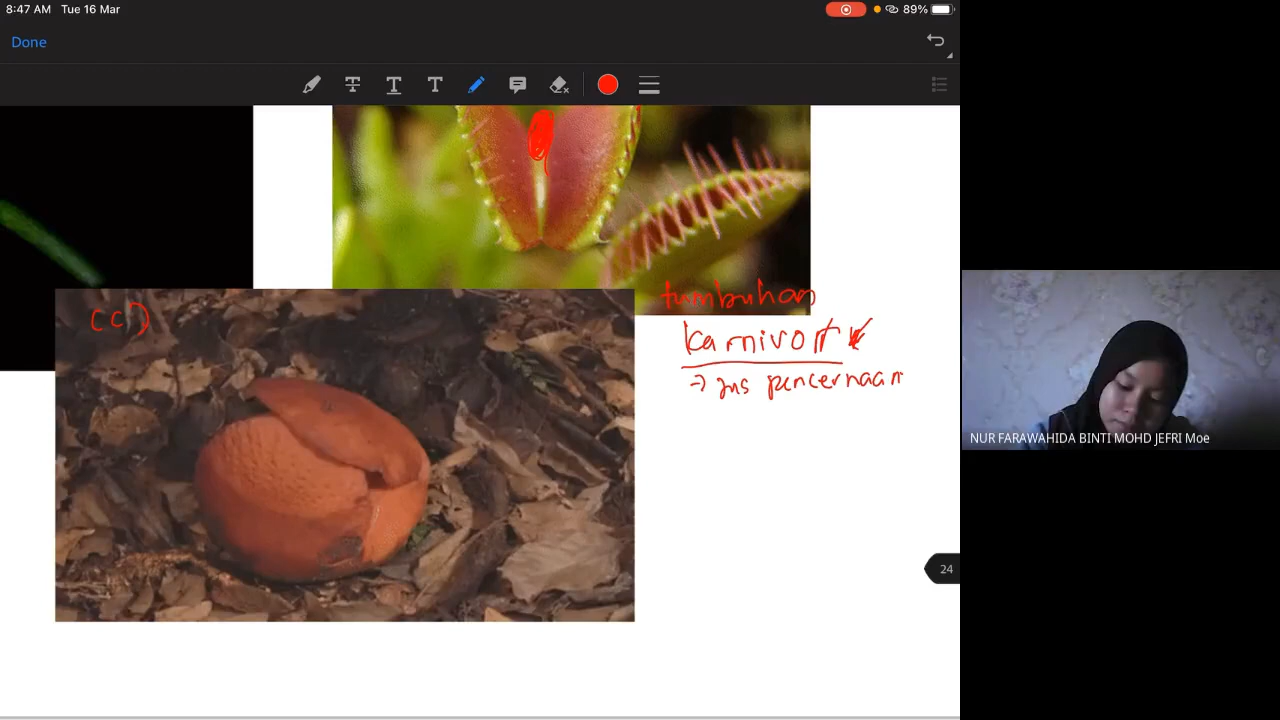 8:47 AM Tue 16 Mar
89%
Done
T T T
tumbuhan
(CC)
karnivor
→ jus pencernaan
NUR FARAWAHIDA BINTI MOHD JEFRI Moe
24